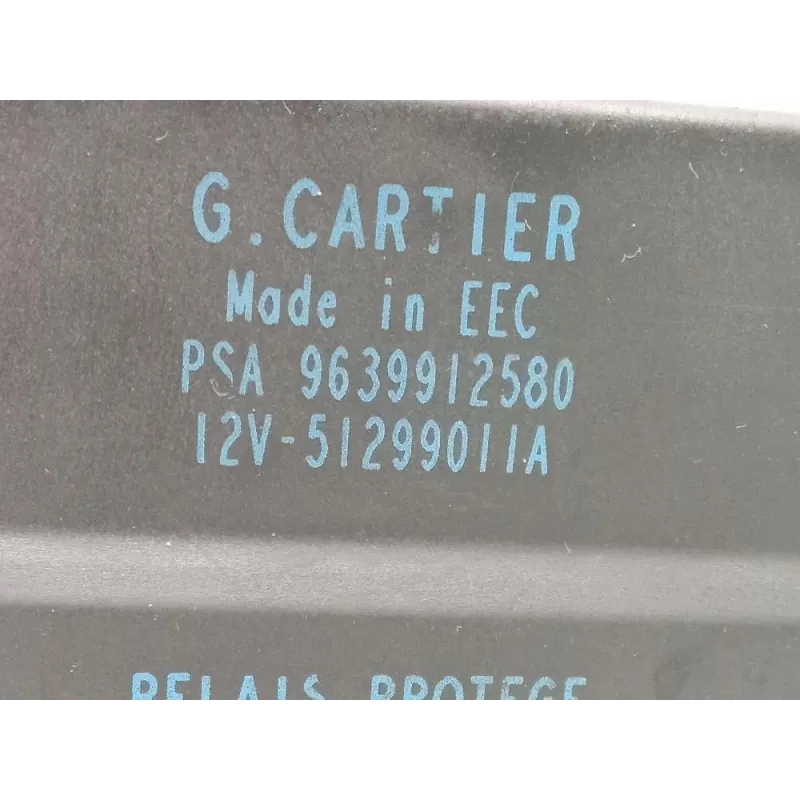 G. CARTIER
Made in EEC
PSA 9639912580
12V-51299011A
RELAIS PROTEGE